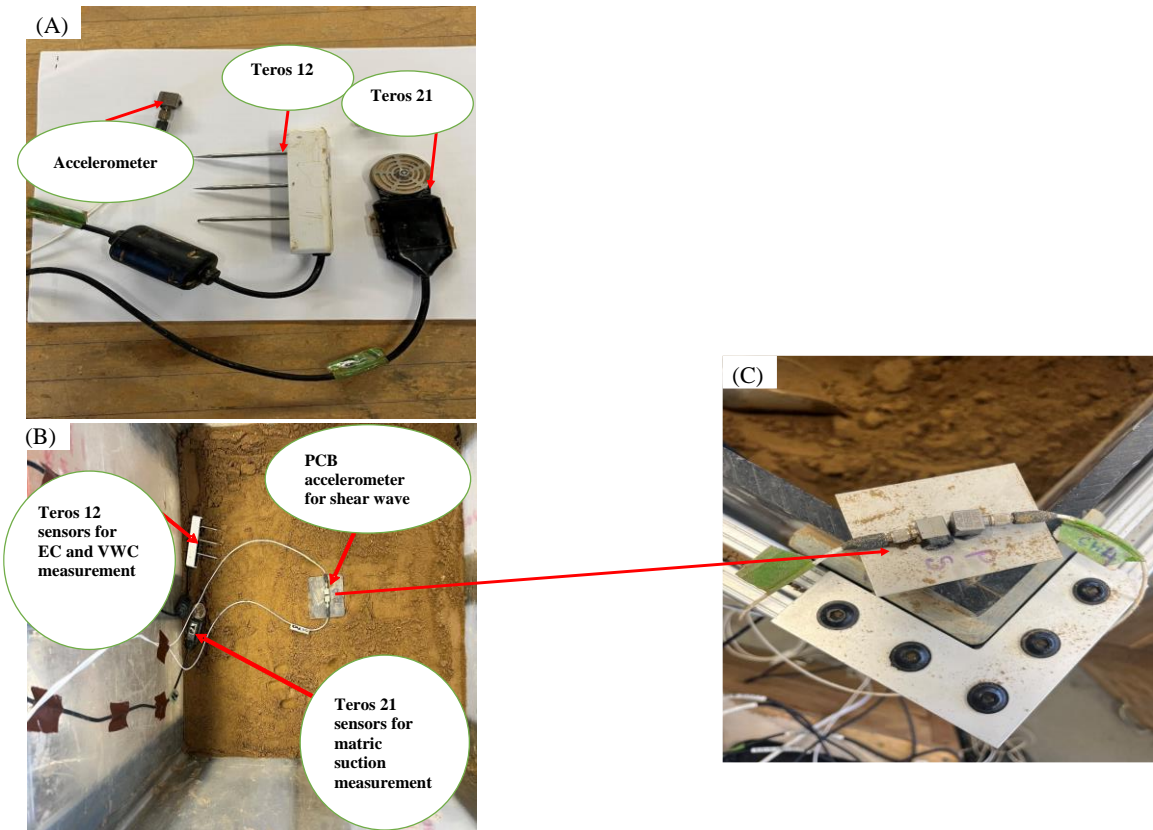 (A)
Teros 12
Teros 21
Accelerometer
(B)
PCB
accelerometer
for shear wave
Teros 12
sensors for
EC and VWC
measurement
Teros 21
sensors for
matric
suction
measurement
(C)
P
S